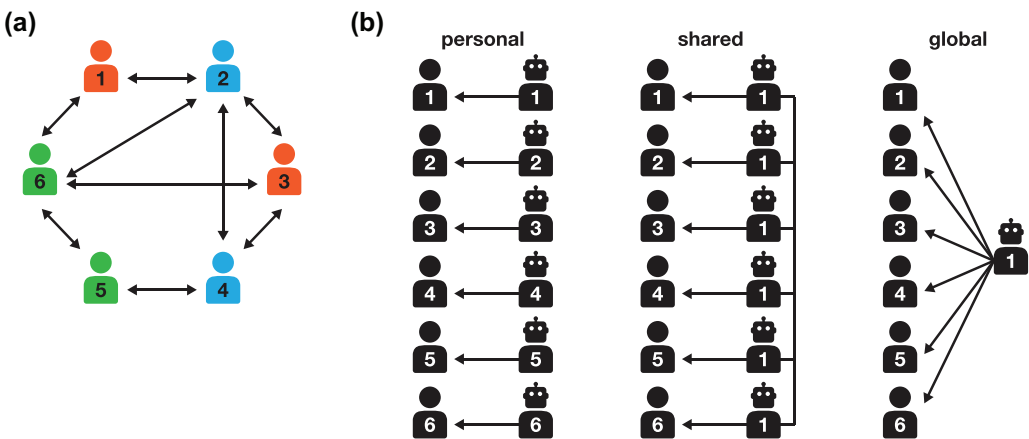 (a)
1
2
6
3
5
4
(b)
personal
shared
global
1 1 1 1 1
2 2 2 1 2
3 3 3 1 3
1
4 4 4 1 4
5 5 5 1 5
6 6 6 1 6